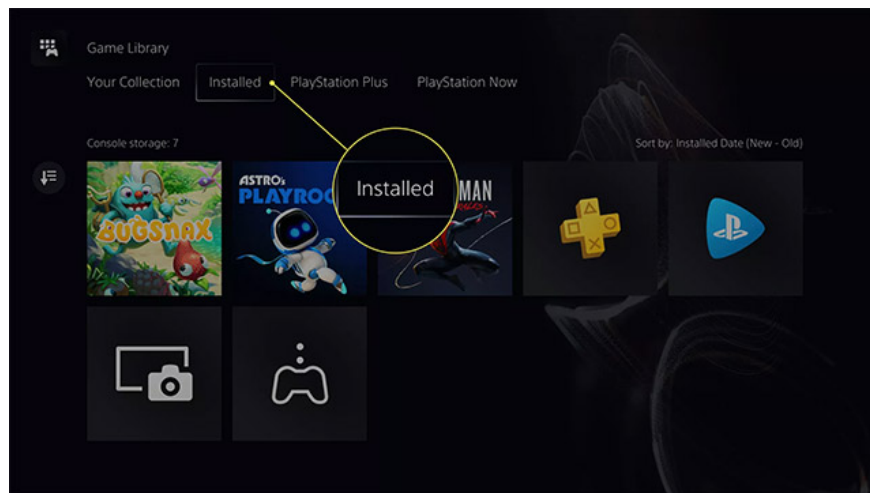 Game Library
Your Collection Installed PlayStation Plus PlayStation Now
Console storage: 7
Sort by: Installed Date (New - Old)
BUGSNAX
ASTRO's
PLAYROO
Installed
MAN